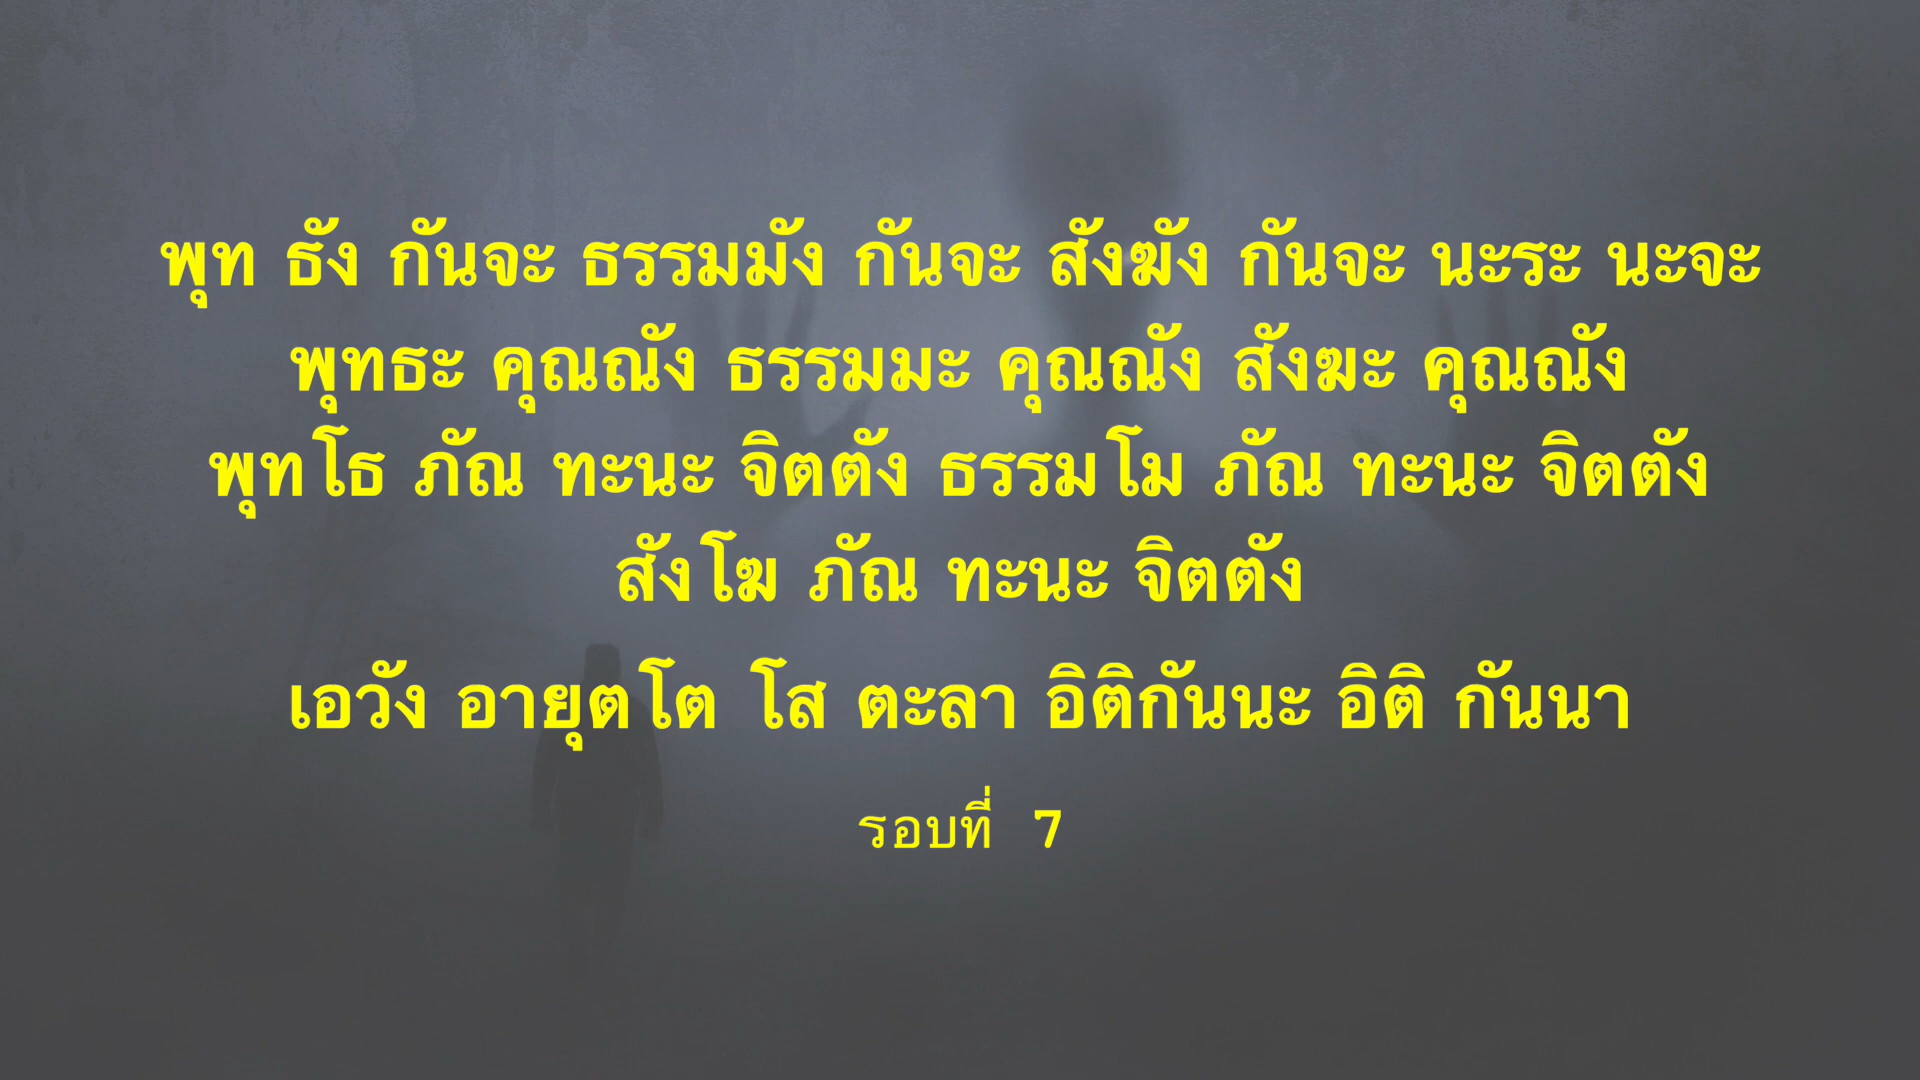 พุท ธัง กันจะ ธรรมมัง กันจะ สังฆัง กันจะ นะระ นะจะ
พุทธะ คุณณัง ธรรมมะ คุณณัง สังฆะ คุณณัง
พุทโธ ภัณ ทะนะ จิตตัง ธรรมโม ภัณ ทะนะ จิตตัง
สังโฆ ภัณ ทะนะ จิตตัง
เอวัง อายุตโต โส ตะลา อิติกันนะ อิติ กันนา
รอบที่ 7